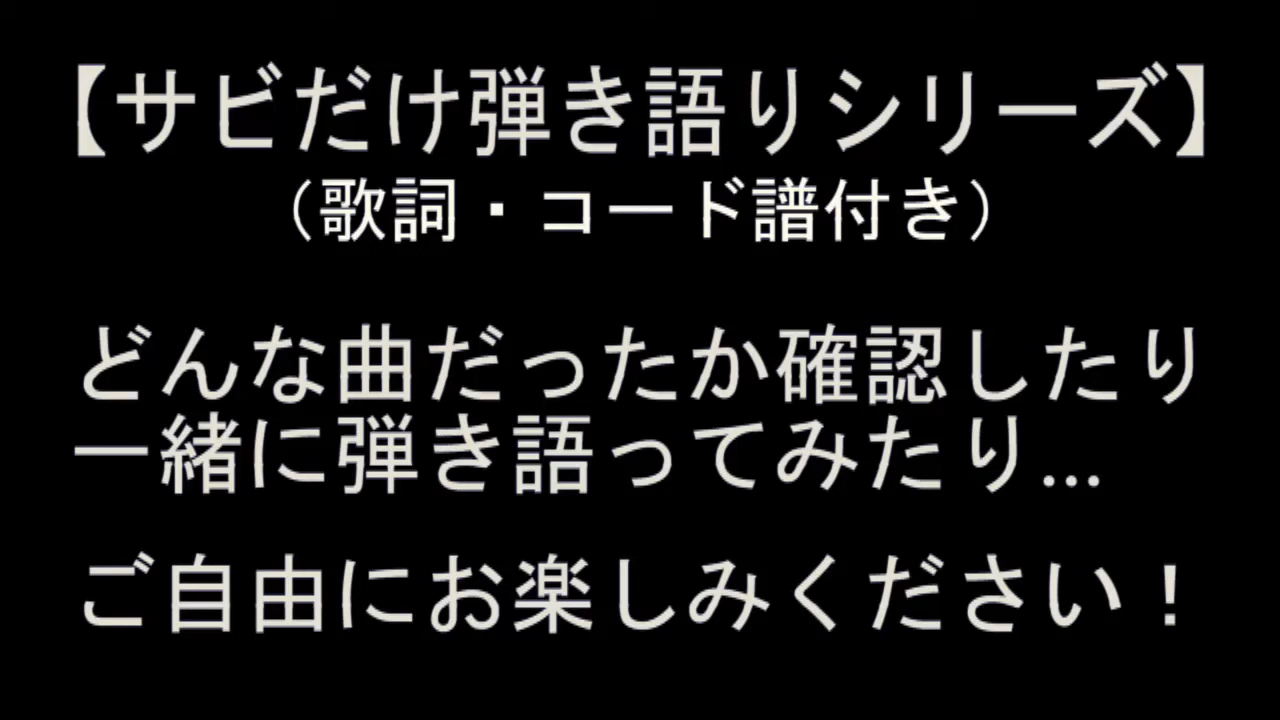 【サビだけ弾き語りシリーズ】
（歌詞・コード譜付き）
どんな曲だったか確認したり
一緒に弾き語ってみたり...
ご自由にお楽しみください！